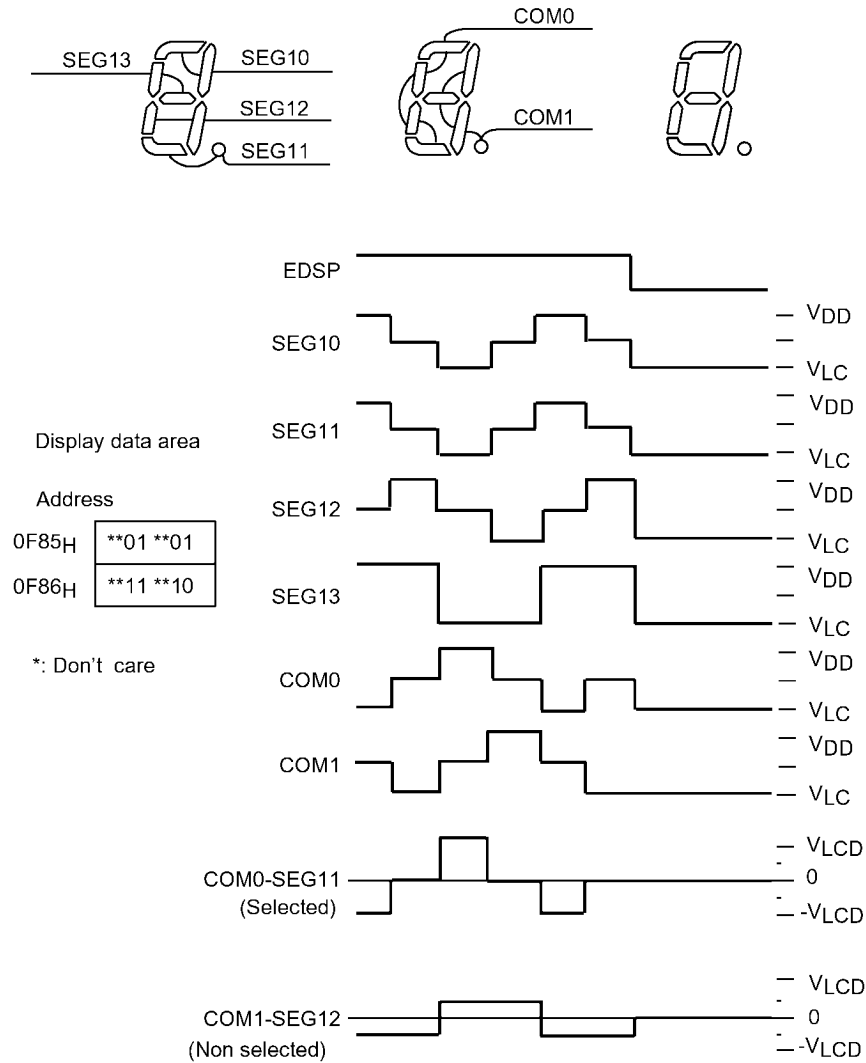 COM0
SEG13
SEG10
SEG12
COM1
SEG11
EDSP
VDD
SEG10
VLC
VDD
SEG11
Display data area
VLC
VDD
Address
SEG12
0F85H **01 **01
VLC
VDD
0F86H **11 **10
SEG13
VLC
*: Don't care
VDD
COM0
VLC
VDD
COM1
VLC
VLCD
COM0-SEG11
0
(Selected)
-VLCD
VLCD
COM1-SEG12
0
(Non selected)
-VLCD